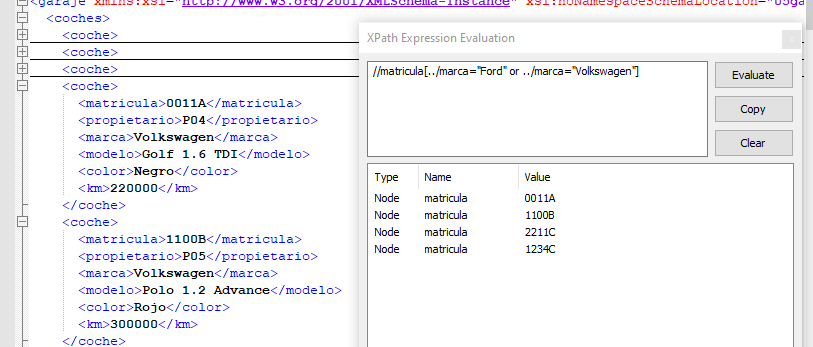 <garaje xmlns:xsi="http://www.w3.org/2001/XMLSchema-instance" xsi:noNamespaceSchemaLocation="05ga
<coches>
<coche>
<coche>
<coche>
<coche>
<matricula>0011A</matricula>
<propietario>P04</propietario>
<marca>Volkswagen</marca>
<modelo>Golf 1.6 TDI</modelo>
<color>Negro</color>
<km>220000</km>
</coche>
<coche>
<matricula>1100B</matricula>
<propietario>P05</propietario>
<marca>Volkswagen</marca>
<modelo>Polo 1.2 Advance</modelo>
<color>Rojo</color>
<km>300000</km>
</coche>
XPath Expression Evaluation
x
//matricula[../marca="Ford" or ../marca="Volkswagen"]
Evaluate
Copy
Clear
Type Name Value
Node matricula 0011A
Node matricula 1100B
Node matricula 2211C
Node matricula 1234C